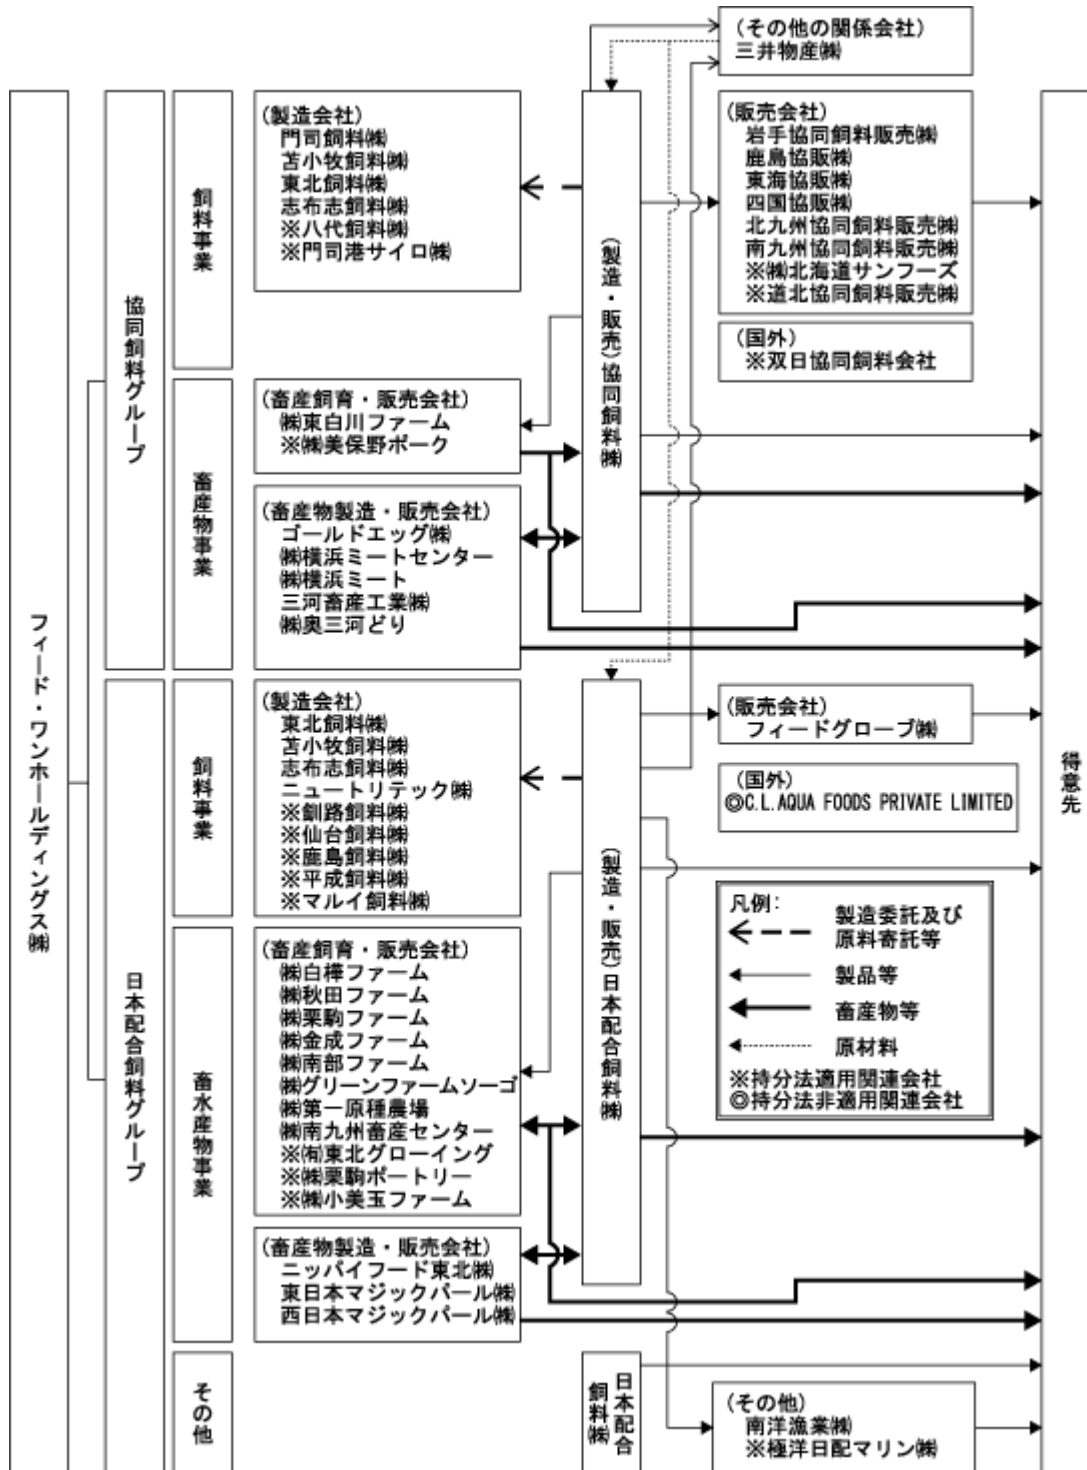 (その他の関係会社)
三井物産㈱
フィード・ワンホールディングス㈱
協同飼料グループ
飼料事業
(製造会社)
門司飼料㈱
苫小牧飼料㈱
東北飼料㈱
志布志飼料㈱
※八代飼料㈱
※門司港サイロ㈱
(製造・販売)協同飼料㈱
(販売会社)
岩手協同飼料販売㈱
鹿島協販㈱
東海協販㈱
四国協販㈱
北九州協同飼料販売㈱
南九州協同飼料販売㈱
※㈱北海道サンフーズ
※道北協同飼料販売㈱
(国外)
※双日協同飼料会社
畜産物事業
(畜産飼育・販売会社)
㈱東白川ファーム
※㈱美保野ポーク
(畜産物製造・販売会社)
ゴールドエッグ㈱
㈱横浜ミートセンター
㈱横浜ミート
三河畜産工業㈱
㈱奥三河どり
日本配合飼料グループ
飼料事業
(製造会社)
東北飼料㈱
苫小牧飼料㈱
志布志飼料㈱
ニュートリテック㈱
※釧路飼料㈱
※仙台飼料㈱
※鹿島飼料㈱
※平成飼料㈱
※マルイ飼料㈱
(製造・販売)日本配合飼料㈱
(販売会社)
フィードグローブ㈱
(国外)
◎C.L.AQUA FOODS PRIVATE LIMITED
得意先
凡例:
製造委託及び
原料寄託等
製品等
畜産物等
原材料
※持分法適用関連会社
◎持分法非適用関連会社
畜水産物事業
(畜産飼育・販売会社)
㈱白樺ファーム
㈱秋田ファーム
㈱栗駒ファーム
㈱金成ファーム
㈱南部ファーム
㈱グリーンファームソーゴ
㈱第一原種農場
㈱南九州畜産センター
※㈲東北グローイング
※㈱栗駒ポートリー
※㈱小美玉ファーム
(畜産物製造・販売会社)
ニッパイフード東北㈱
東日本マジックパール㈱
西日本マジックパール㈱
その他
日本配合
飼料㈱
(その他)
南洋漁業㈱
※極洋日配マリン㈱